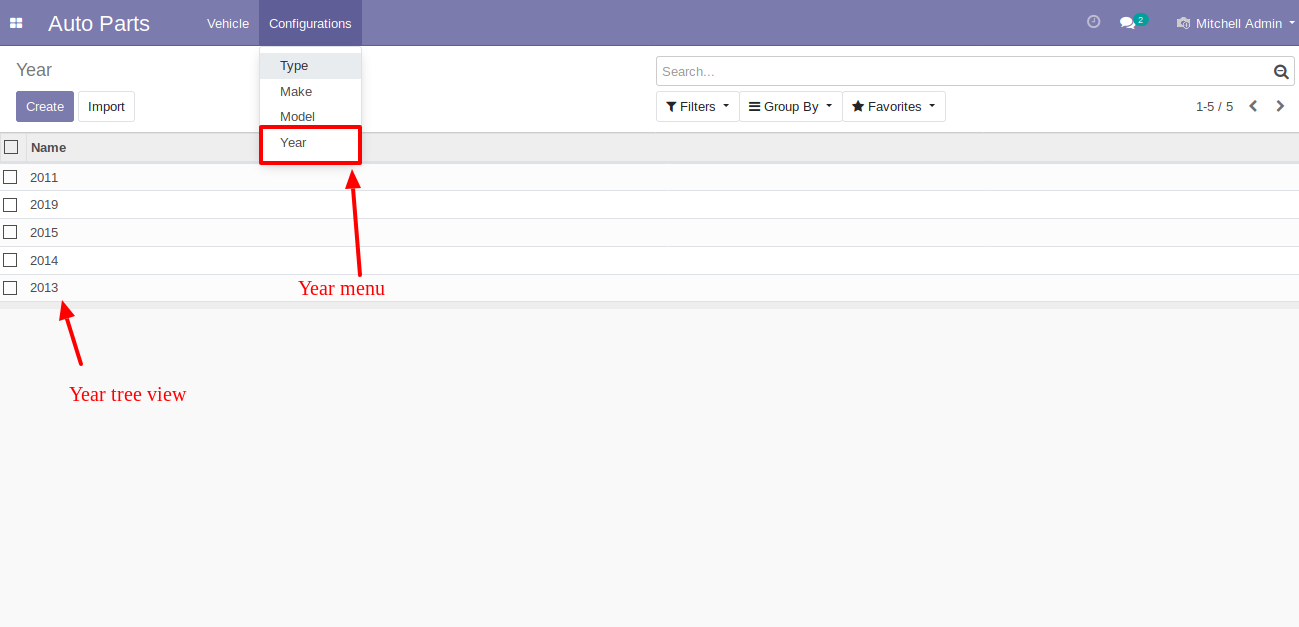 Auto Parts Vehicle Configurations 2 Mitchell Admin
Year
Type
Search...
Make
Create Import
Model
Filters Group By Favorites 1-5 / 5
Year
Name
2011
2019
2015
2014
2013
Year menu
Year tree view